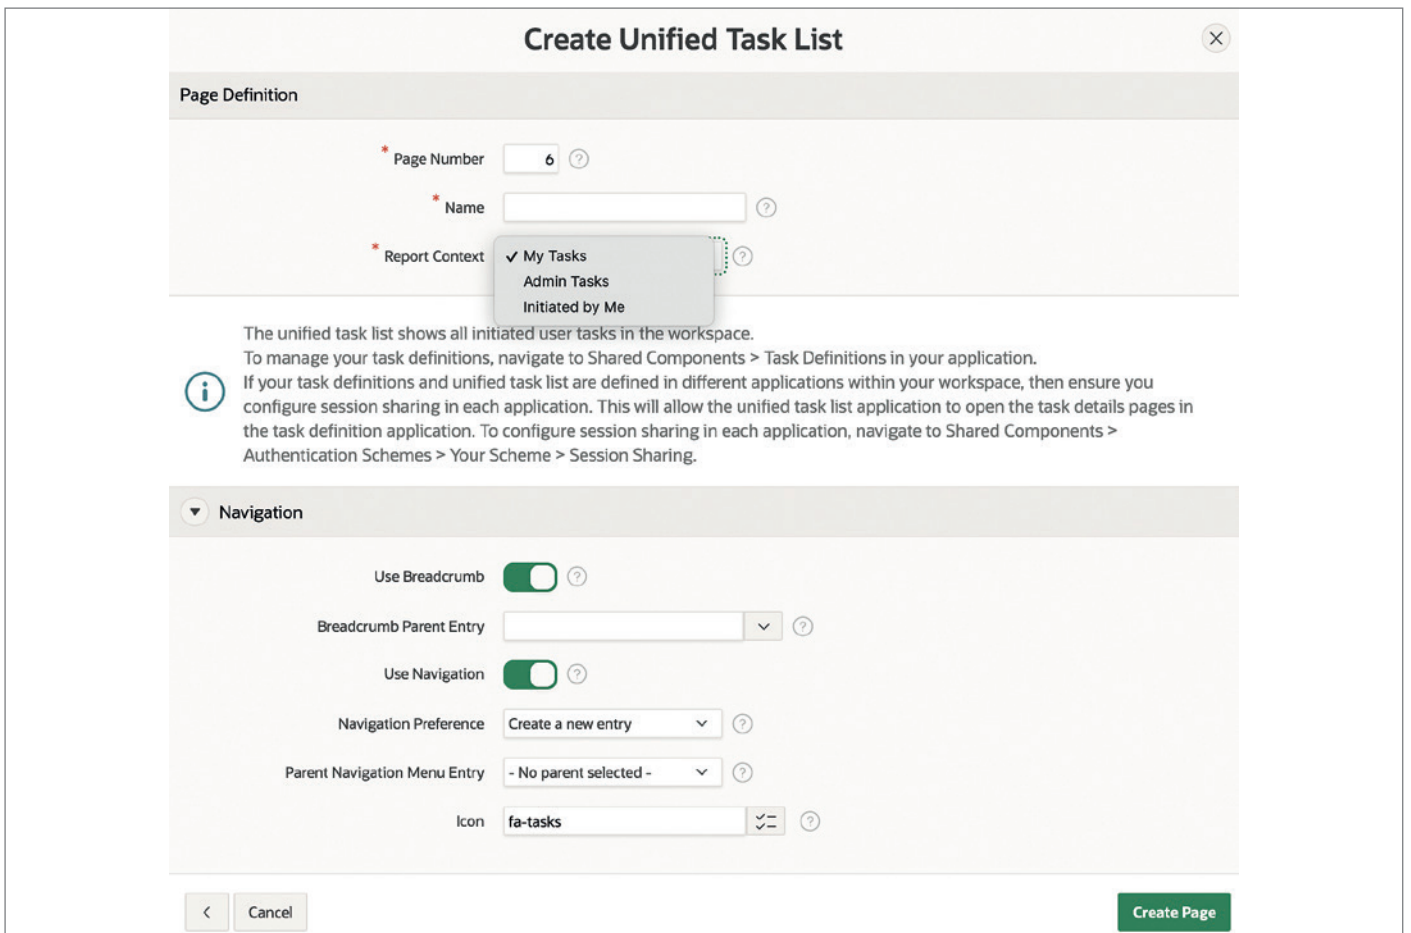 Create Unified Task List
Page Definition
* Page Number 6
* Name
* Report Context ✓ My Tasks
Admin Tasks
Initiated by Me
The unified task list shows all initiated user tasks in the workspace.
To manage your task definitions, navigate to Shared Components > Task Definitions in your application.
If your task definitions and unified task list are defined in different applications within your workspace, then ensure you
configure session sharing in each application. This will allow the unified task list application to open the task details pages in
the task definition application. To configure session sharing in each application, navigate to Shared Components >
Authentication Schemes > Your Scheme > Session Sharing.
Navigation
Use Breadcrumb
Breadcrumb Parent Entry
Use Navigation
Navigation Preference Create a new entry
Parent Navigation Menu Entry - No parent selected -
Icon fa-tasks
Cancel Create Page